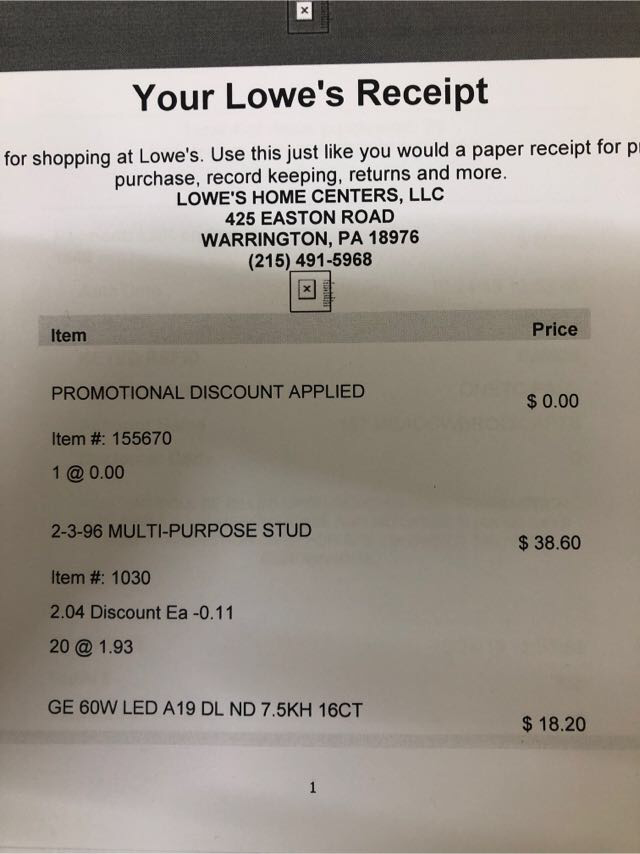 Your Lowe's Receipt
for shopping at Lowe's. Use this just like you would a paper receipt for
purchase, record keeping, returns and more.
LOWE'S HOME CENTERS, LLC
425 EASTON ROAD
WARRINGTON, PA 18976
(215) 491-5968
Item Price
PROMOTIONAL DISCOUNT APPLIED $ 0.00
Item #: 155670
1 @ 0.00
2-3-96 MULTI-PURPOSE STUD $ 38.60
Item #: 1030
2.04 Discount Ea -0.11
20 @ 1.93
GE 60W LED A19 DL ND 7.5KH 16CT $ 18.20
1